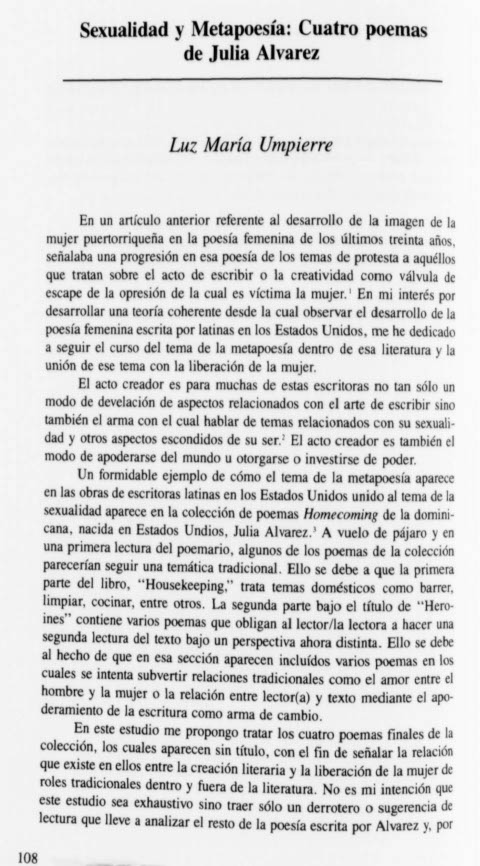 Sexualidad y Metapoesía: Cuatro poemas
de Julia Alvarez
Luz María Umpierre
En un artículo anterior referente al desarrollo de la imagen de la
mujer puertorriqueña en la poesía femenina de los últimos treinta años,
señalaba una progresión en esa poesía de los temas de protesta a aquéllos
que tratan sobre el acto de escribir o la creatividad como válvula de
escape de la opresión de la cual es víctima la mujer.¹ En mi interés por
desarrollar una teoría coherente desde la cual observar el desarrollo de la
poesía femenina escrita por latinas en los Estados Unidos, me he dedicado
a seguir el curso del tema de la metapoesía dentro de esa literatura y la
unión de ese tema con la liberación de la mujer.
El acto creador es para muchas de estas escritoras no tan sólo un
modo de develación de aspectos relacionados con el arte de escribir sino
también el arma con el cual hablar de temas relacionados con su sexuali-
dad y otros aspectos escondidos de su ser.² El acto creador es también el
modo de apoderarse del mundo u otorgarse o investirse de poder.
Un formidable ejemplo de cómo el tema de la metapoesía aparece
en las obras de escritoras latinas en los Estados Unidos unido al tema de la
sexualidad aparece en la colección de poemas Homecoming de la domini-
cana, nacida en Estados Undios, Julia Alvarez.³ A vuelo de pájaro y en
una primera lectura del poemario, algunos de los poemas de la colección
parecerían seguir una temática tradicional. Ello se debe a que la primera
parte del libro, "Housekeeping," trata temas domésticos como barrer,
limpiar, cocinar, entre otros. La segunda parte bajo el título de "Hero-
ines" contiene varios poemas que obligan al lector/la lectora a hacer una
segunda lectura del texto bajo un perspectiva ahora distinta. Ello se debe
al hecho de que en esa sección aparecen incluídos varios poemas en los
cuales se intenta subvertir relaciones tradicionales como el amor entre el
hombre y la mujer o la relación entre lector(a) y texto mediante el apo-
deramiento de la escritura como arma de cambio.
En este estudio me propongo tratar los cuatro poemas finales de la
colección, los cuales aparecen sin título, con el fin de señalar la relación
que existe en ellos entre la creación literaria y la liberación de la mujer de
roles tradicionales dentro y fuera de la literatura. No es mi intención que
este estudio sea exhaustivo sino traer sólo un derrotero o sugerencia de
lectura que lleve a analizar el resto de la poesía escrita por Alvarez y, por
108